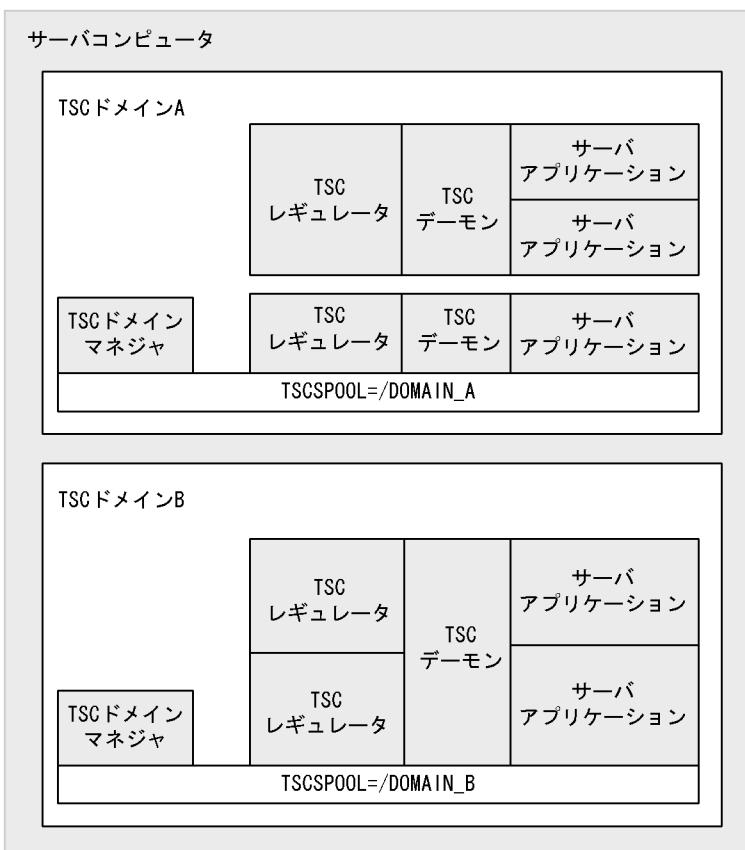 サーバコンピュータ
TSCドメインA
TSC
レギュレータ
TSC
デーモン
サーバ
アプリケーション
サーバ
アプリケーション
TSCドメイン
マネジャ
TSC
レギュレータ
TSC
デーモン
サーバ
アプリケーション
TSCSPOOL=/DOMAIN_A
TSCドメインB
TSC
レギュレータ
TSC
デーモン
サーバ
アプリケーション
TSCドメイン
マネジャ
TSC
レギュレータ
サーバ
アプリケーション
TSCSPOOL=/DOMAIN_B